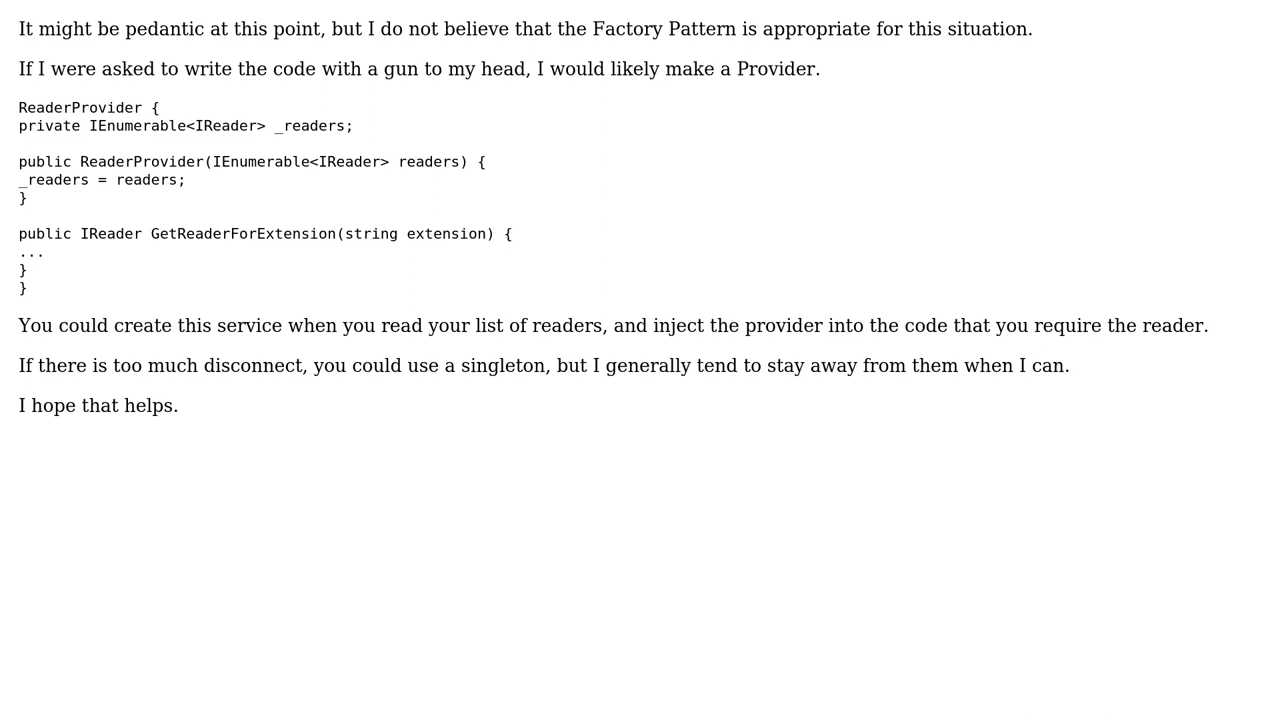 It might be pedantic at this point, but I do not believe that the Factory Pattern is appropriate for this situation.
If I were asked to write the code with a gun to my head, I would likely make a Provider.
ReaderProvider {
private IEnumerable<IReader> _readers;
public ReaderProvider(IEnumerable<IReader> readers) {
_readers = readers;
}
public IReader GetReaderForExtension(string extension) {
...
}
}
You could create this service when you read your list of readers, and inject the provider into the code that you require the reader.
If there is too much disconnect, you could use a singleton, but I generally tend to stay away from them when I can.
I hope that helps.